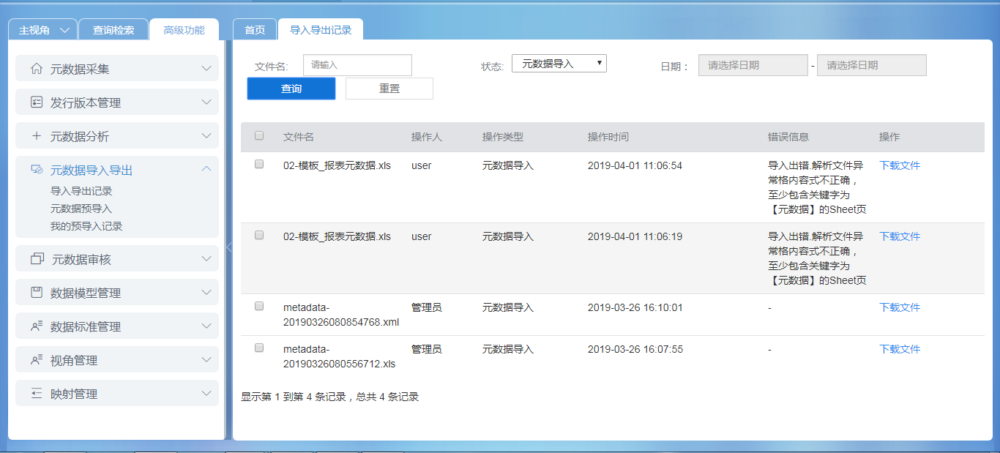 主视角 查询检索 高级功能 首页 导入导出记录
元数据采集
发行版本管理
元数据分析
元数据导入导出
导入导出记录
元数据预导入
我的预导入记录
元数据审核
数据模型管理
数据标准管理
视角管理
映射管理
文件名: 请输入 状态: 元数据导入 日期： 请选择日期 - 请选择日期
查询 重置
文件名 操作人 操作类型 操作时间 错误信息 操作
02-模板_报表元数据.xls user 元数据导入 2019-04-01 11:06:54 导入出错.解析文件异 下载文件
常格内容式不正确，
至少包含关键字为
【元数据】的Sheet页
02-模板_报表元数据.xls user 元数据导入 2019-04-01 11:06:19 导入出错.解析文件异 下载文件
常格内容式不正确，
至少包含关键字为
【元数据】的Sheet页
metadata- 管理员 元数据导入 2019-03-26 16:10:01 - 下载文件
20190326080854768.xml
metadata- 管理员 元数据导入 2019-03-26 16:07:55 - 下载文件
20190326080556712.xls
显示第 1 到第 4 条记录，总共 4 条记录